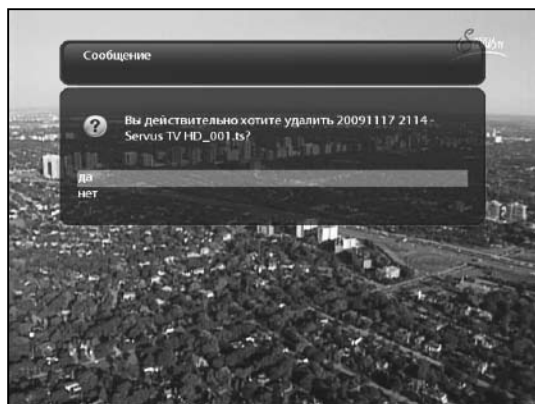 Сообщение
Вы действительно хотите удалить 20091117 2114 -
Servus TV HD_001.ts?
да
нет